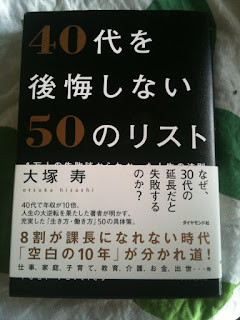 40代を
後悔しない
50のリスト
大塚 寿
otsuka hisashi
なぜ、
30代の
延長だと
失敗する
のか?
ダイヤモンド社
40代で年収が10倍、
人生の大逆転を果たした著者が明かす、
充実した「生き方・働き方」50の具体策。
8割が課長になれない時代
「空白の10年」が分かれ道!
仕事、家庭、子育て、教育、介護、お金、出世・・・他